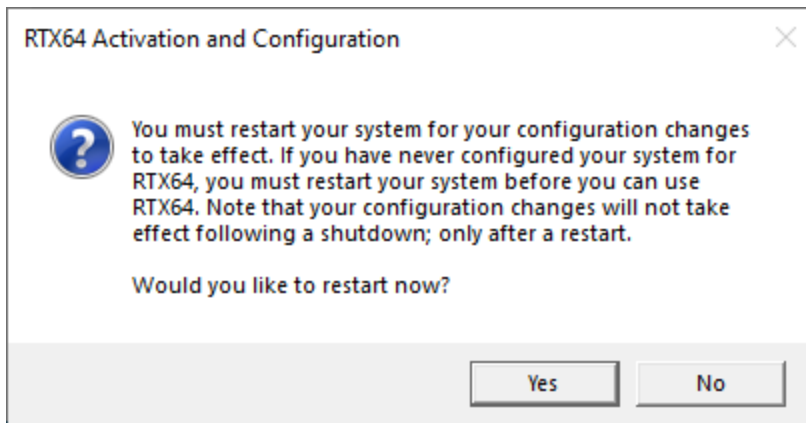 RTX64 Activation and Configuration
You must restart your system for your configuration changes
to take effect. If you have never configured your system for
RTX64, you must restart your system before you can use
RTX64. Note that your configuration changes will not take
effect following a shutdown; only after a restart.
Would you like to restart now?
Yes
No